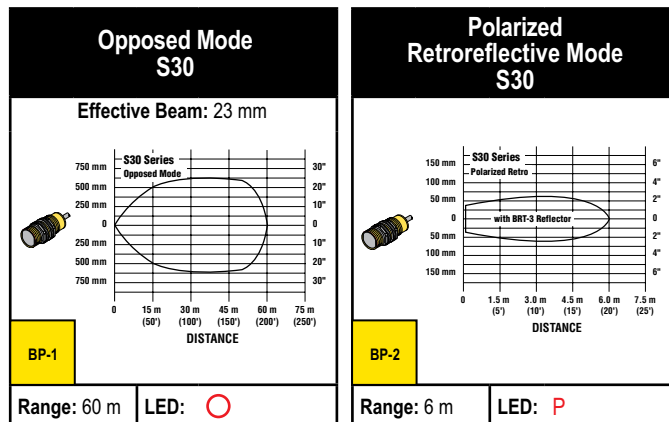 Opposed Mode
S30
Effective Beam: 23 mm
S30 Series
Opposed Mode
750 mm
500 mm
250 mm
0
250 mm
500 mm
750 mm
30"
20"
10"
0
10"
20"
30"
0 15 m 30 m 45 m 60 m 75 m
(50') (100') (150') (200') (250')
DISTANCE
BP-1
Range: 60 m LED:
Polarized
Retroreflective Mode
S30
S30 Series
Polarized Retro
150 mm
100 mm
50 mm
0
50 mm
100 mm
150 mm
with BRT-3 Reflector
6"
4"
2"
0
2"
4"
6"
0 1.5 m 3.0 m 4.5 m 6.0 m 7.5 m
(5') (10') (15') (20') (25')
DISTANCE
BP-2
Range: 6 m LED: P